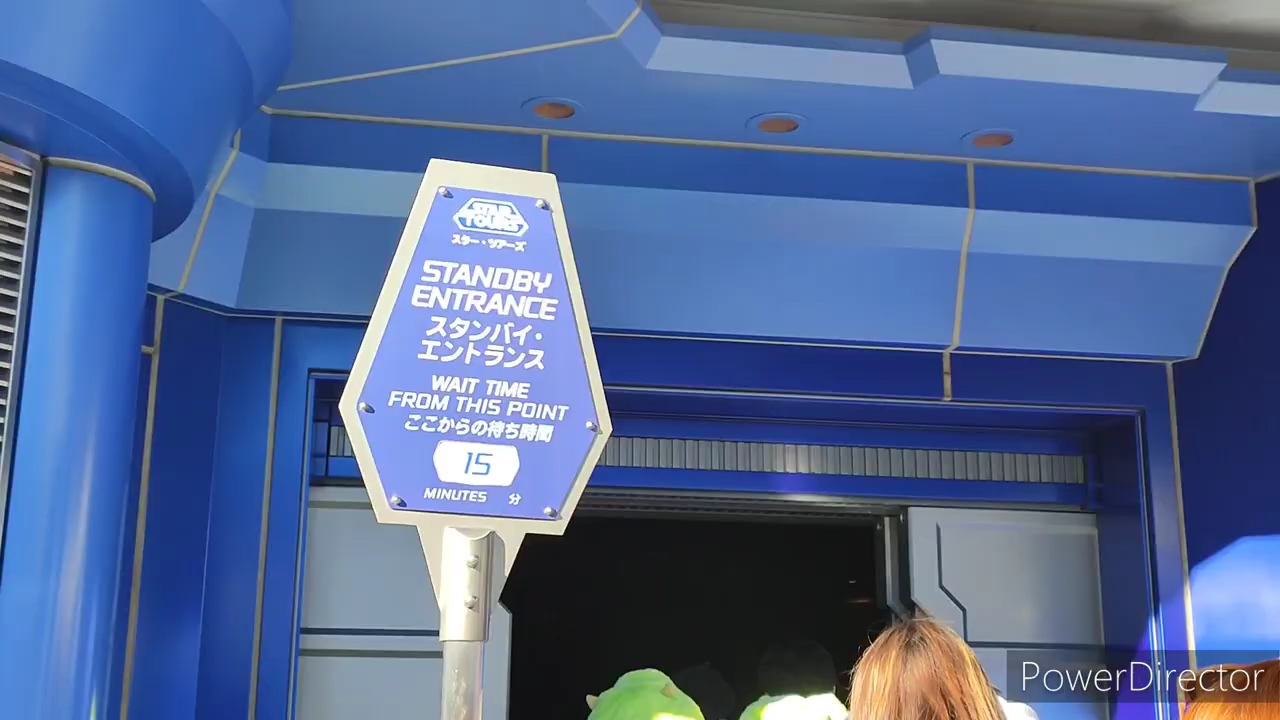 STAR
TOURS
スター・ツアーズ
STANDBY
ENTRANCE
スタンバイ・
エントランス
WAIT TIME
FROM THIS POINT
ここからの待ち時間
15
MINUTES 分
PowerDirector